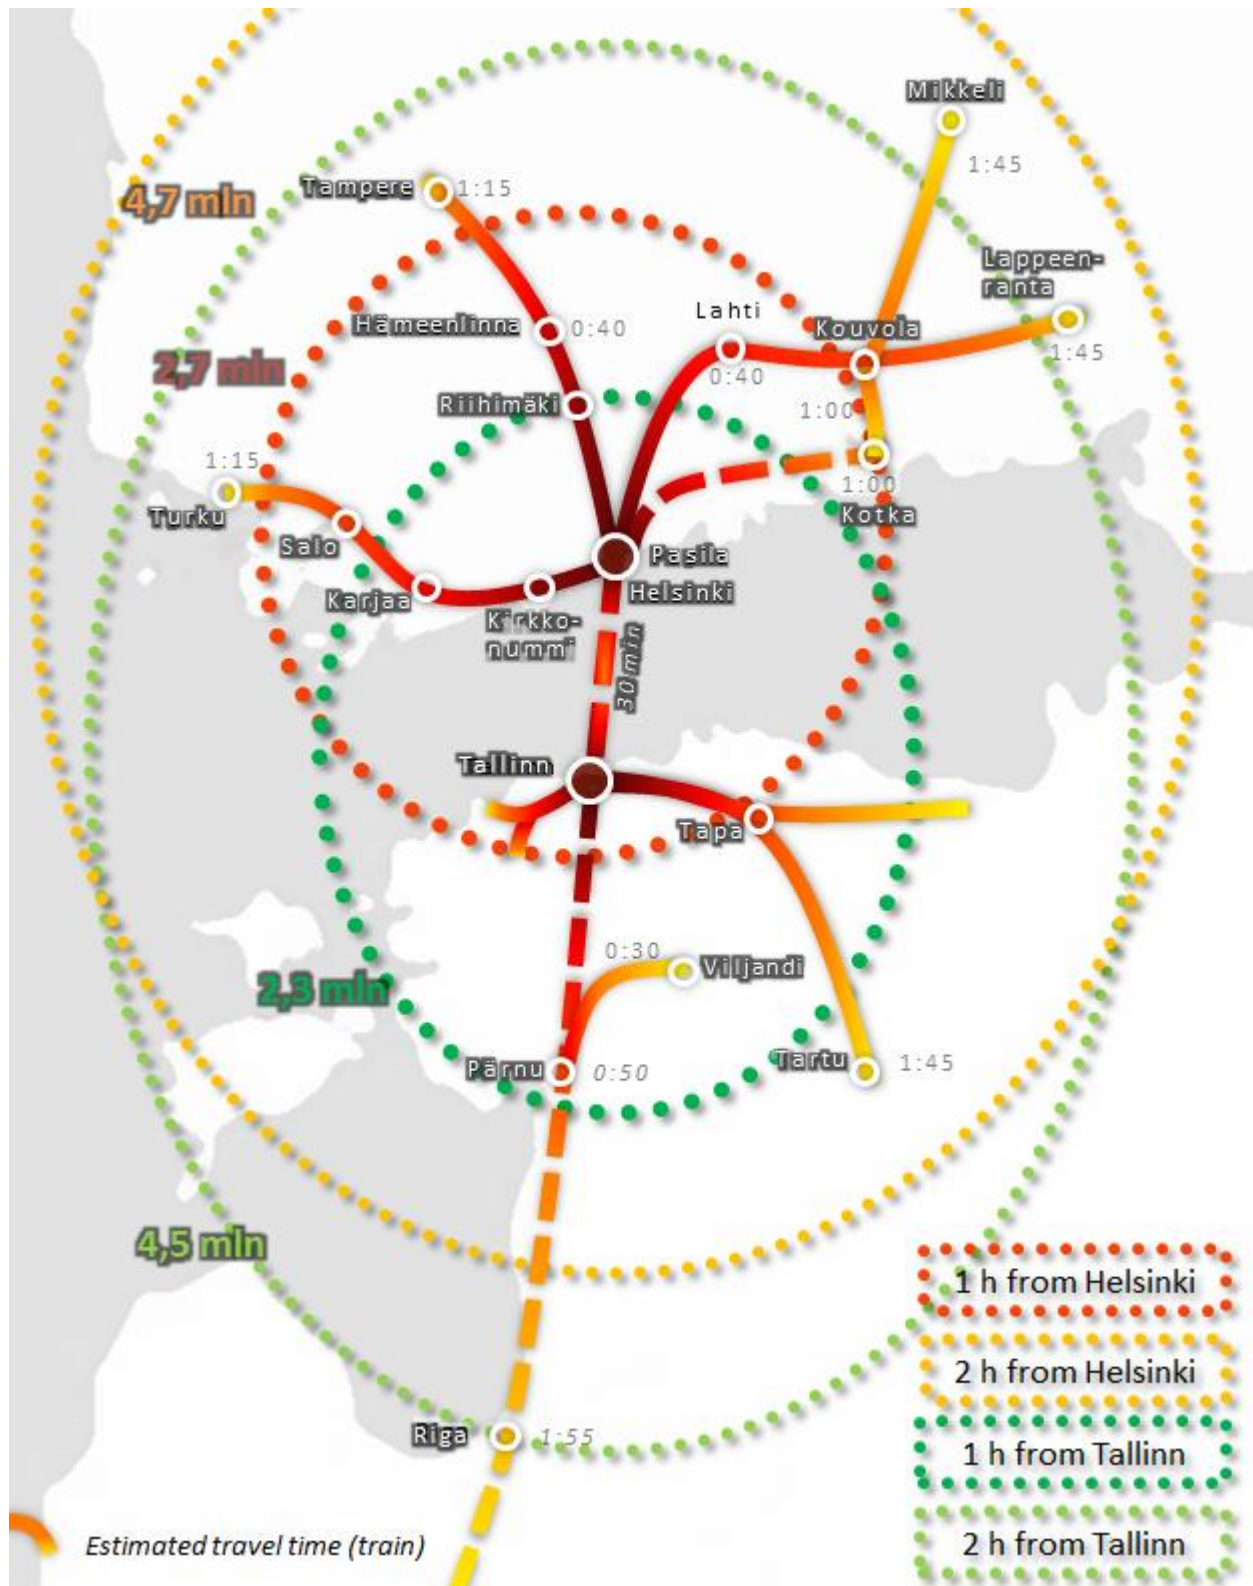 Mikkeli
1:45
Tampere
1:15
4,7 mln
Lappeen-
ranta
Lahti
Hämeenlinna
0:40
Kouvola
1:45
2,7 mln
0:40
Riihimäki
1:00
1:15
1:00
Turku
Kotka
Salo
Pasila
Karjaa
Helsinki
Kirkko-
nummi
30 min
Tallinn
Tapa
0:30
Viljandi
2,3 mln
Pärnu
0:50
Tartu
1:45
4,5 mln
1 h from Helsinki
2 h from Helsinki
Riga
1:55
1 h from Tallinn
Estimated travel time (train)
2 h from Tallinn